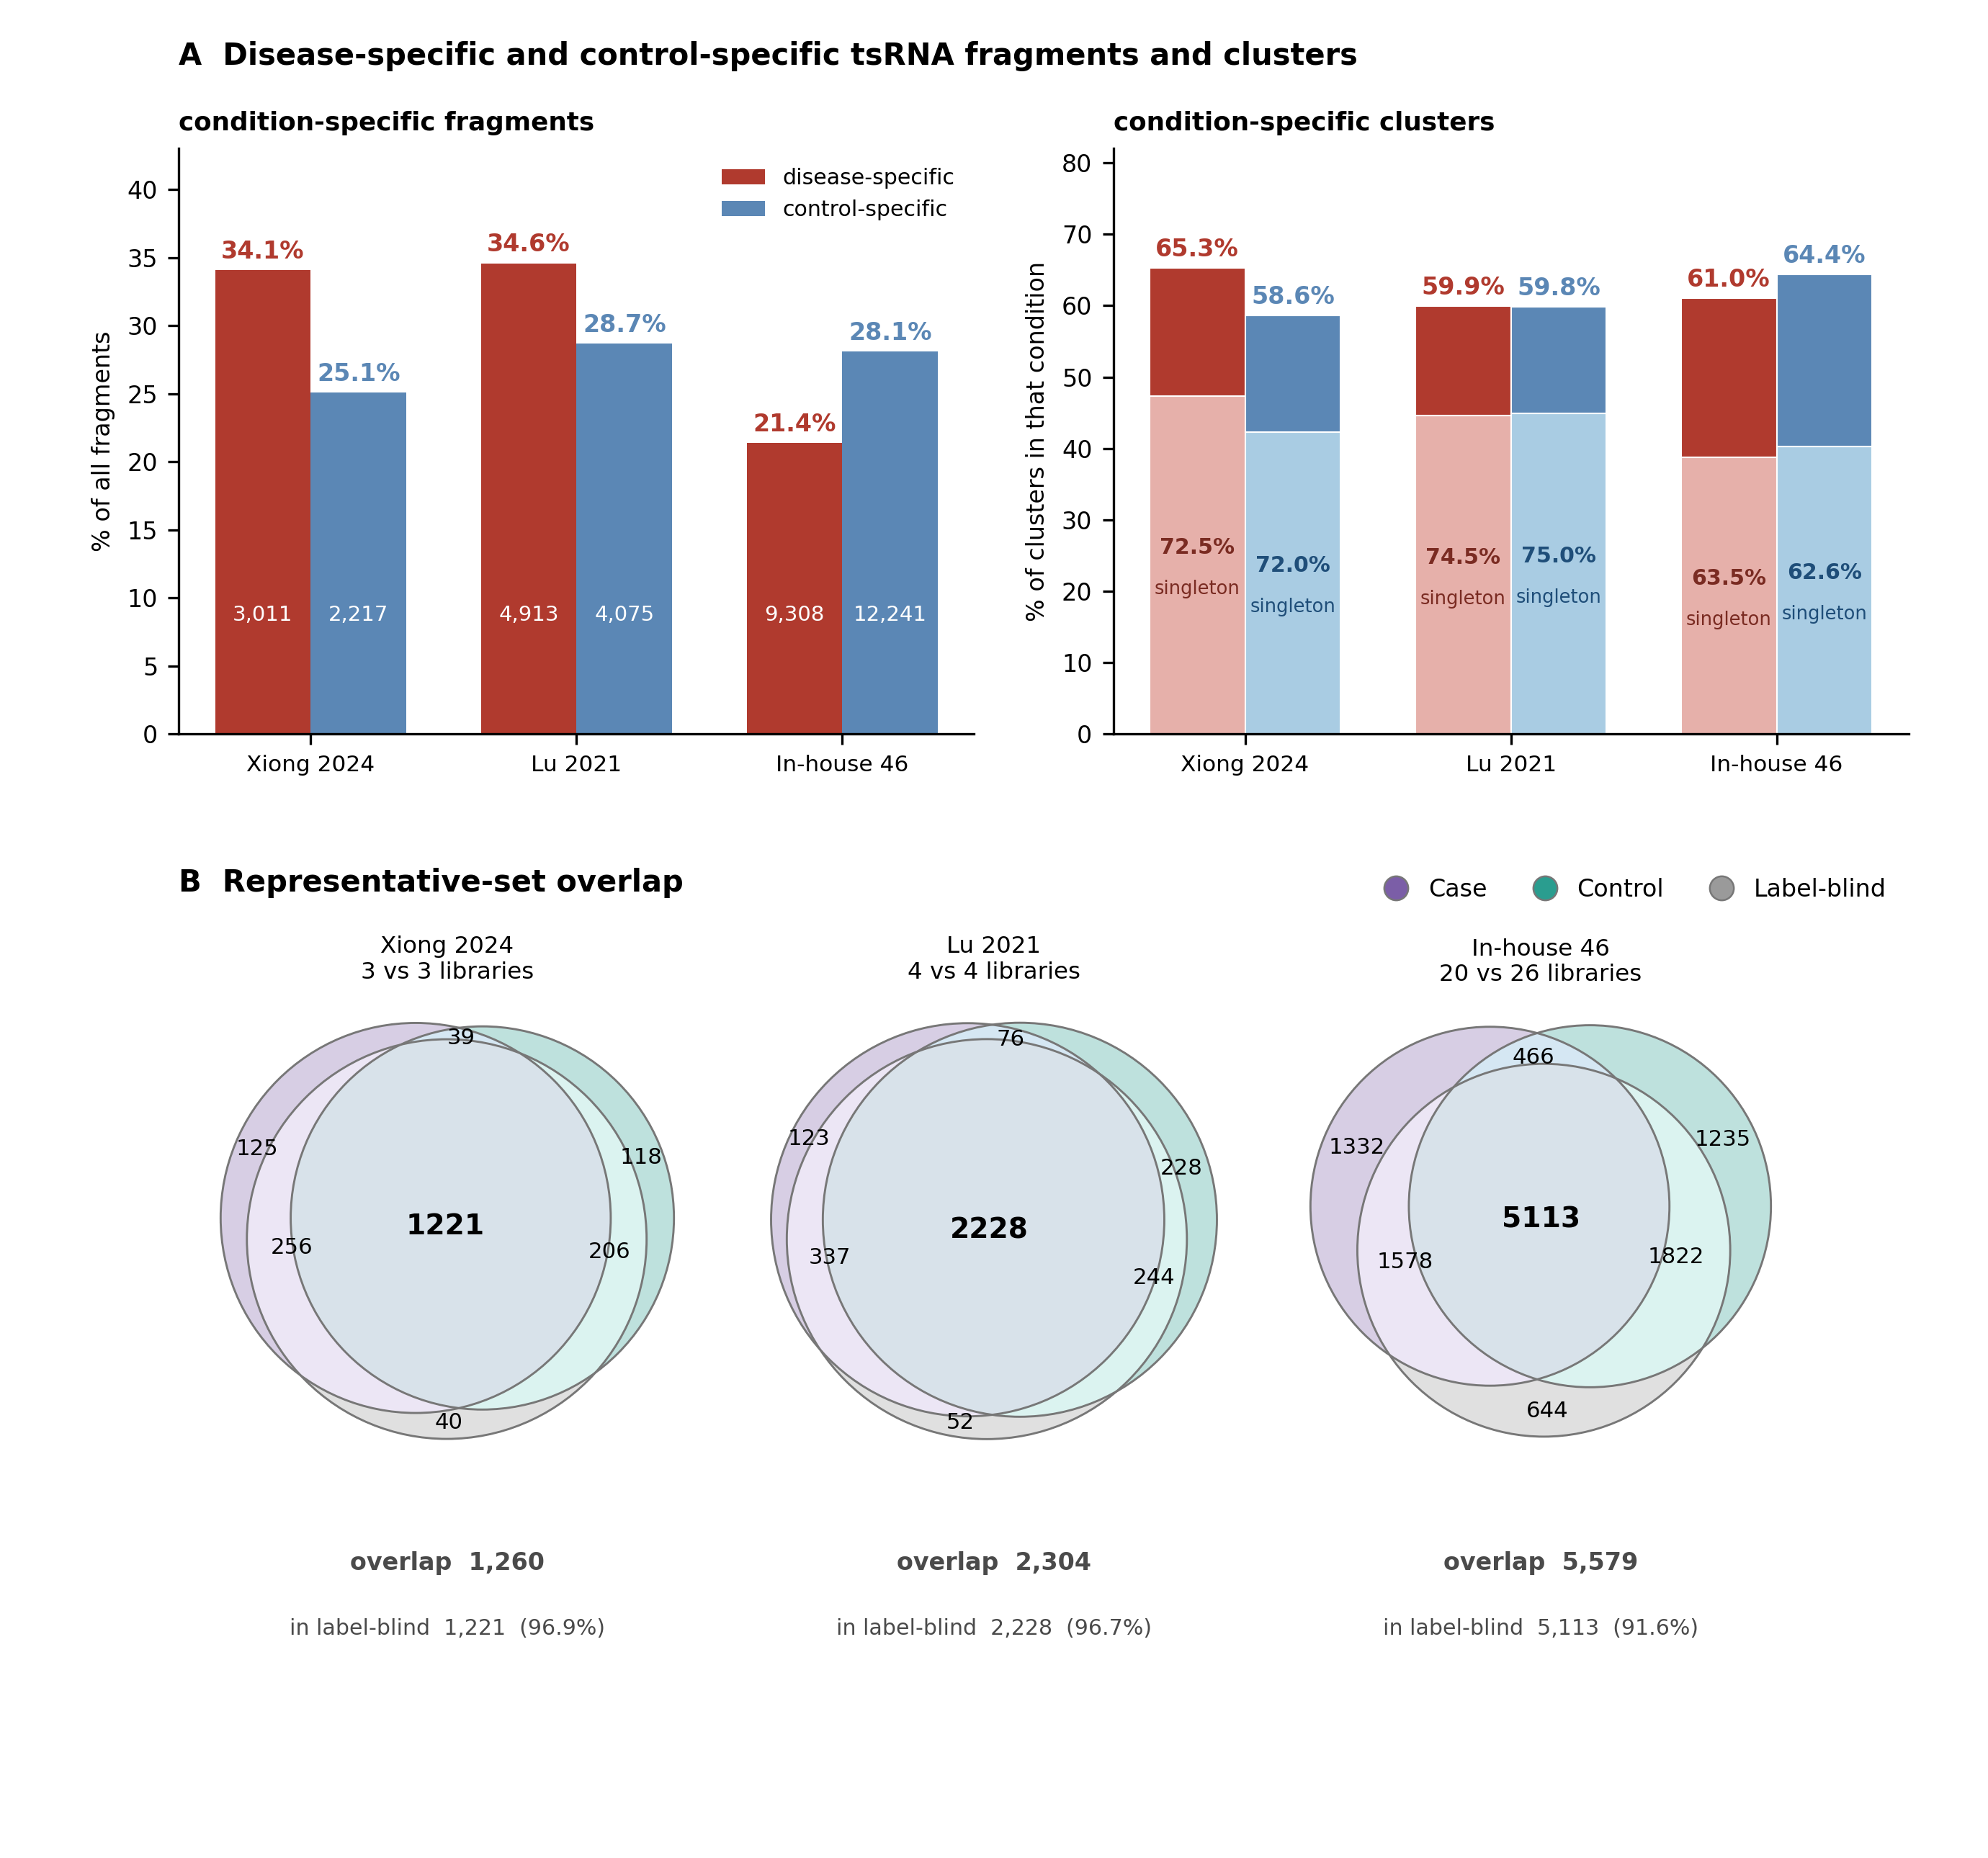 A  Disease-specific and control-specific tsRNA fragments and clusters
condition-specific fragments
% of all fragments
40
35
30
25
20
15
10
5
0
disease-specific
control-specific
34.1%
25.1%
34.6%
28.7%
21.4%
28.1%
3,011
2,217
4,913
4,075
9,308
12,241
Xiong 2024
Lu 2021
In-house 46
condition-specific clusters
% of clusters in that condition
80
70
60
50
40
30
20
10
0
65.3%
58.6%
59.9%
59.8%
61.0%
64.4%
72.5%
singleton
72.0%
singleton
74.5%
singleton
75.0%
singleton
63.5%
singleton
62.6%
singleton
Xiong 2024
Lu 2021
In-house 46
B  Representative-set overlap
Case
Control
Label-blind
Xiong 2024
3 vs 3 libraries
39
125
118
1221
256
206
40
overlap  1,260
in label-blind  1,221  (96.9%)
Lu 2021
4 vs 4 libraries
76
123
228
2228
337
244
52
overlap  2,304
in label-blind  2,228  (96.7%)
In-house 46
20 vs 26 libraries
466
1332
1235
5113
1578
1822
644
overlap  5,579
in label-blind  5,113  (91.6%)